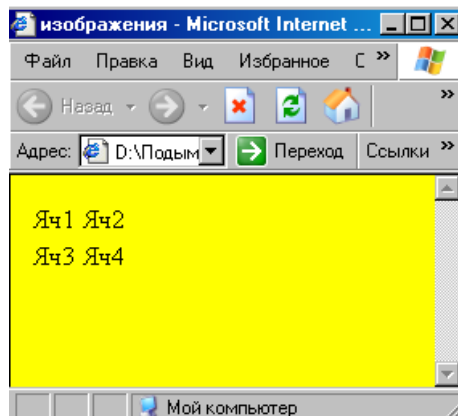 изображения - Microsoft Internet ...
Файл Правка Вид Избранное С »
Назад »
Адрес: D:\Подым Переход Ссылки »
Яч1 Яч2
Яч3 Яч4
Мой компьютер